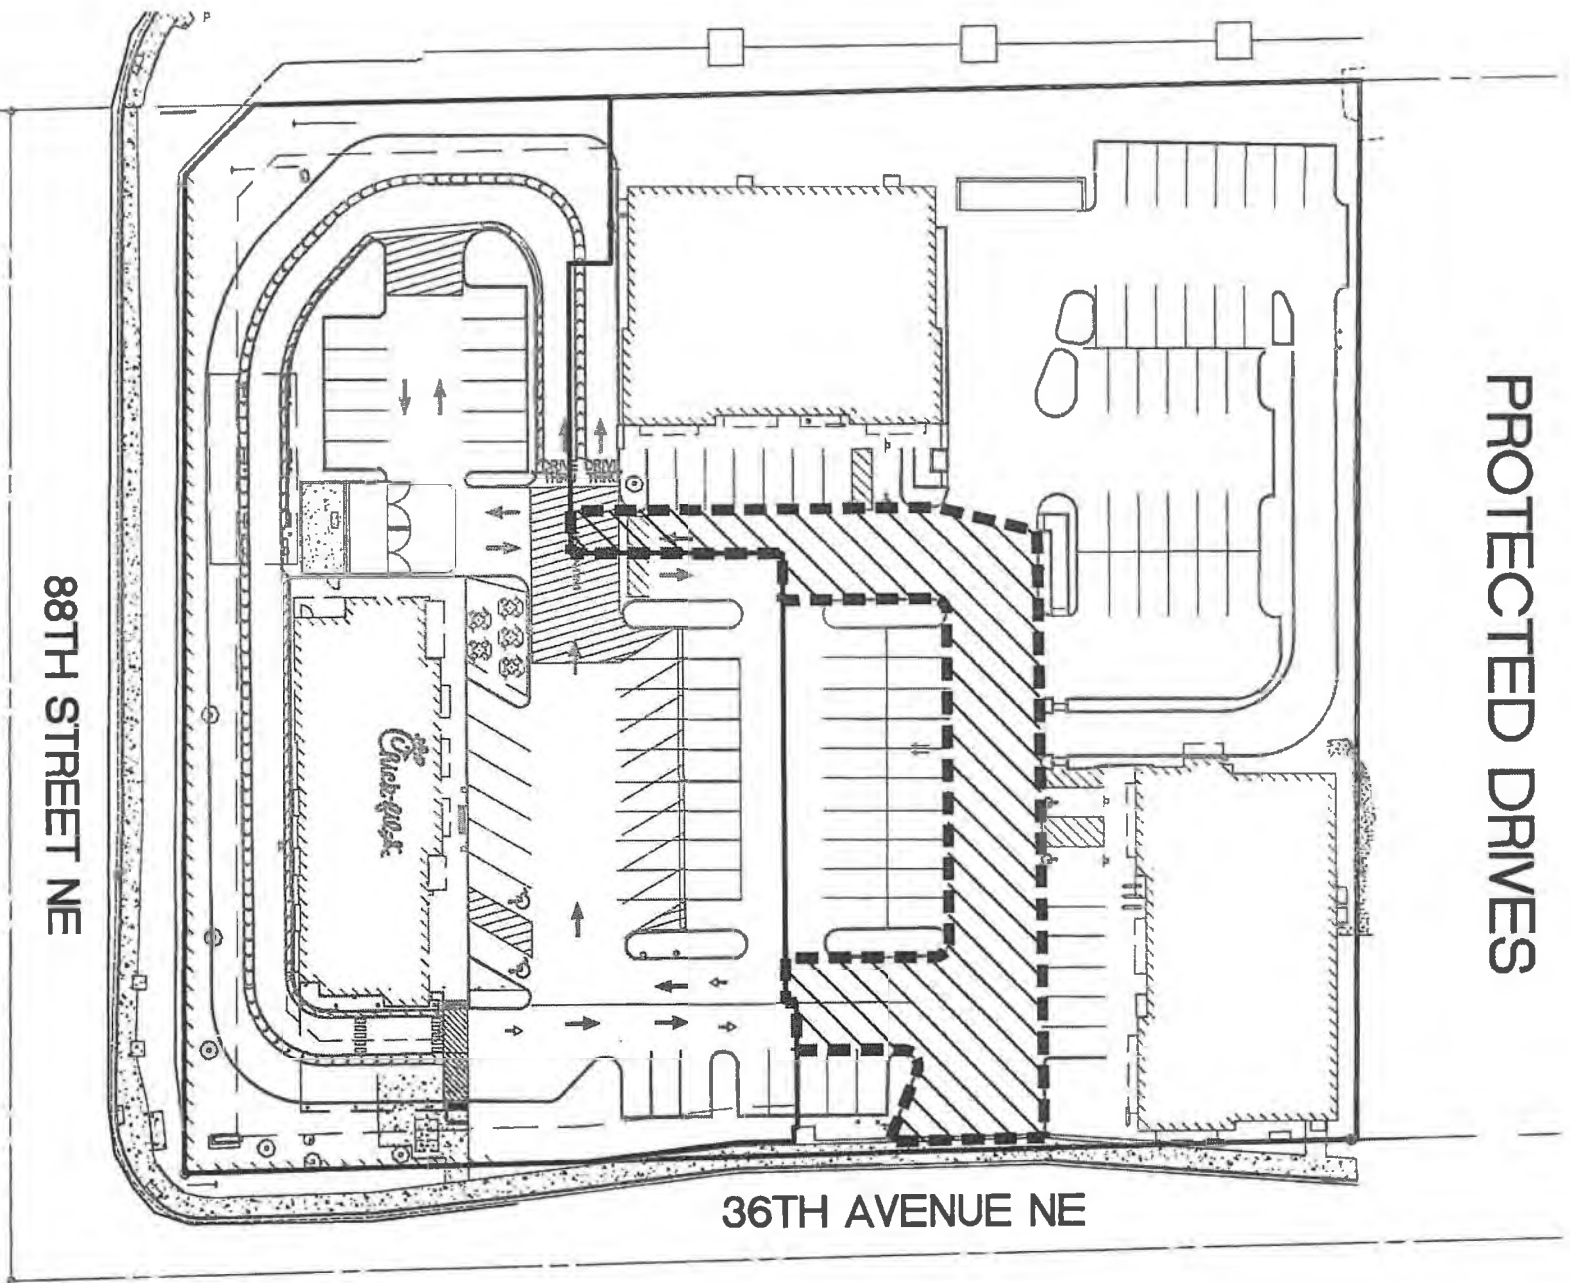 PROTECTED DRIVES
DRIVE DRIVE
THRU THRU
Chick-fil-A
88TH STREET NE
36TH AVENUE NE